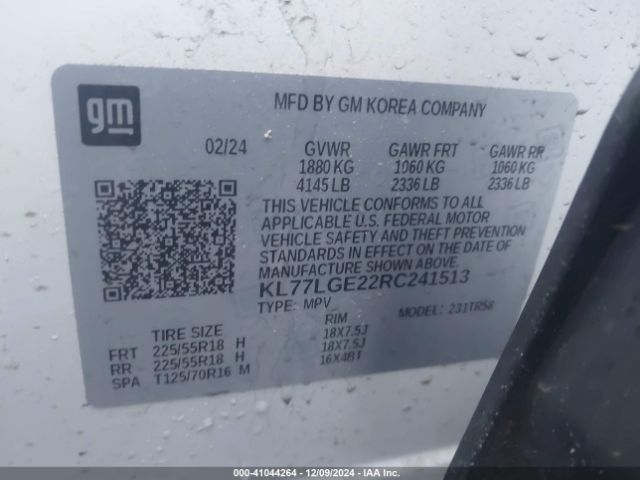 gm
MFD BY GM KOREA COMPANY
02/24 GVWR GAWR FRT GAWR RR
1880 KG 1060 KG 1060 KG
4145 LB 2336 LB 2336 LB
THIS VEHICLE CONFORMS TO ALL
APPLICABLE U.S. FEDERAL MOTOR
VEHICLE SAFETY AND THEFT PREVENTION
STANDARDS IN EFFECT ON THE DATE OF
MANUFACTURE SHOWN ABOVE.
KL77LGE22RC241513
TYPE: MPV MODEL: 231TR58
TIRE SIZE RIM
FRT 225/55R18 H 18X7.5J
RR 225/55R18 H 18X7.5J
SPA T125/70R16 M 16X4BT
000-41044264 / 12/09/2024 - IAA Inc.